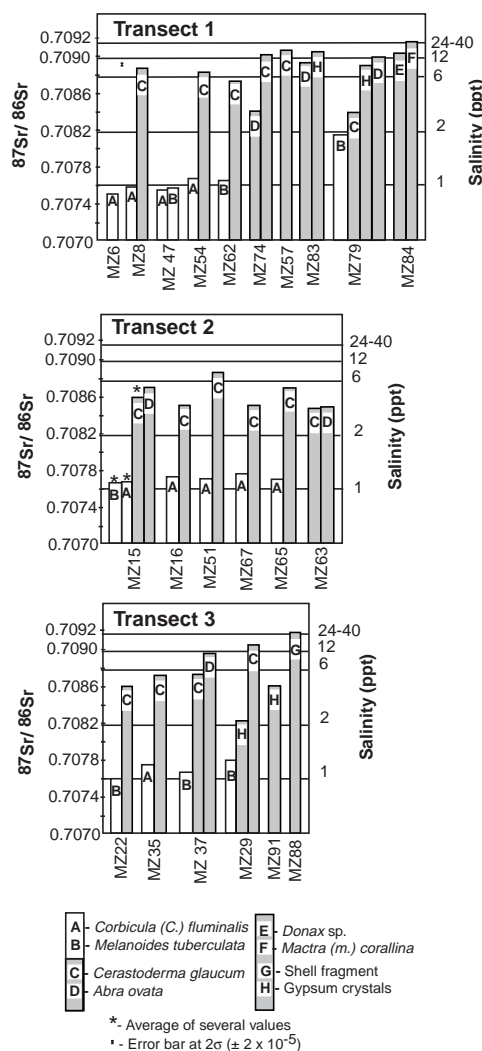 Transect 1
87Sr/ 86Sr
0.7092
0.7090
0.7086
0.7082
0.7078
0.7074
0.7070
24-40
12
6
2
1
Salinity (ppt)
A A C A B A C B C D C C D H B D H D E F
MZ6 MZ8 MZ 47 MZ54 MZ62 MZ74 MZ57 MZ83 MZ79 MZ84
Transect 2
87Sr/ 86Sr
0.7092
0.7090
0.7086
0.7082
0.7078
0.7074
0.7070
24-40
12
6
2
1
Salinity (ppt)
* * *
B A C D A C A C A C A C C D
MZ15 MZ16 MZ51 MZ67 MZ65 MZ63
Transect 3
87Sr/ 86Sr
0.7092
0.7090
0.7086
0.7082
0.7078
0.7074
0.7070
24-40
12
6
2
1
Salinity (ppt)
B C A C B C D B H C H G
MZ22 MZ35 MZ 37 MZ29 MZ91 MZ88
A - Corbicula (C.) fluminalis
B - Melanoides tuberculata
C - Cerastoderma glaucum
D - Abra ovata
E - Donax sp.
F - Mactra (m.) corallina
G - Shell fragment
H - Gypsum crystals
*- Average of several values
- Error bar at 2σ (± 2 x 10-5)